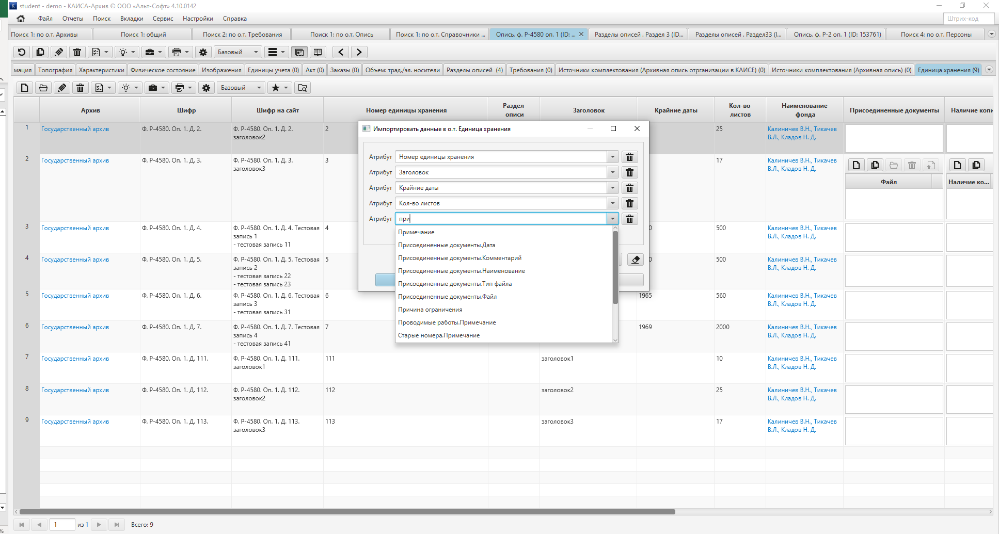 student - demo - КАИСА-Архив © ООО «Альт-Софт» 4.10.0142
Файл Отчеты Поиск Вкладки Сервис Настройки Справка
Штрих-код
Поиск 1: по о.т. Архивы
Поиск 1: общий
Поиск 2: по о.т. Требования
Поиск 1: по о.т. Опись
Поиск 1: по о.т. Справочники ...
Опись. ф. Р-4580 оп. 1 (ID: ...
Разделы описей . Раздел 3 (ID...
Разделы описей . Раздел33 (I...
Опись. ф. Р-2 оп. 1 (ID: 153761)
Поиск 4: по о.т. Персоны
Базовый
мация
Топография
Характеристики
Физическое состояние
Изображения
Единицы учета (0)
Акт (0)
Заказы (0)
Объем: трад./эл. носители
Разделы описей (4)
Требования (0)
Источники комплектования (Архивная опись отрганизации в КАИСЕ) (0)
Источники комплектования (Архивная опись) (0)
Единица хранения (9)
Базовый
Архив
Шифр
Шифр на сайт
Номер единицы хранения
Раздел
описи
Заголовок
Крайние даты
Кол-во
листов
Наименование
фонда
Присоединенные документы
Наличие копи
1
Государственный архив
Ф. Р-4580. Оп. 1. Д. 2.
Ф. Р-4580. Оп. 1. Д. 2.
заголовок2
2
25
Калиничев В.Н., Тикачев
В.Л., Кладов Н. Д.
2
Государственный архив
Ф. Р-4580. Оп. 1. Д. 3.
Ф. Р-4580. Оп. 1. Д. 3.
заголовок3
3
17
Калиничев В.Н., Тикачев
В.Л., Кладов Н. Д.
Файл
Наличие ко...
3
Государственный архив
Ф. Р-4580. Оп. 1. Д. 4.
Ф. Р-4580. Оп. 1. Д. 4. Тестовая
запись 1
- тестовая запись 11
4
0
500
Калиничев В.Н., Тикачев
В.Л., Кладов Н. Д.
4
Государственный архив
Ф. Р-4580. Оп. 1. Д. 5.
Ф. Р-4580. Оп. 1. Д. 5. Тестовая
запись 2
- тестовая запись 22
- тестовая запись 23
5
0
500
Калиничев В.Н., Тикачев
В.Л., Кладов Н. Д.
5
Государственный архив
Ф. Р-4580. Оп. 1. Д. 6.
Ф. Р-4580. Оп. 1. Д. 6. Тестовая
запись 3
- тестовая запись 31
6
1965
560
Калиничев В.Н., Тикачев
В.Л., Кладов Н. Д.
6
Государственный архив
Ф. Р-4580. Оп. 1. Д. 7.
Ф. Р-4580. Оп. 1. Д. 7. Тестовая
запись 4
- тестовая запись 41
7
1969
2000
Калиничев В.Н., Тикачев
В.Л., Кладов Н. Д.
7
Государственный архив
Ф. Р-4580. Оп. 1. Д. 111.
Ф. Р-4580. Оп. 1. Д. 111.
заголовок1
111
заголовок1
10
Калиничев В.Н., Тикачев
В.Л., Кладов Н. Д.
8
Государственный архив
Ф. Р-4580. Оп. 1. Д. 112.
Ф. Р-4580. Оп. 1. Д. 112.
заголовок2
112
заголовок2
25
Калиничев В.Н., Тикачев
В.Л., Кладов Н. Д.
9
Государственный архив
Ф. Р-4580. Оп. 1. Д. 113.
Ф. Р-4580. Оп. 1. Д. 113.
заголовок3
113
заголовок3
17
Калиничев В.Н., Тикачев
В.Л., Кладов Н. Д.
Импортировать данные в о.т. Единица хранения
Атрибут Номер единицы хранения
Атрибут Заголовок
Атрибут Крайние даты
Атрибут Кол-во листов
Атрибут при
Примечание
Присоединенные документы.Дата
Присоединенные документы.Комментарий
Присоединенные документы.Наименование
Присоединенные документы.Тип файла
Присоединенные документы.Файл
Причина ограничения
Проводимые работы.Примечание
Старые номера.Примечание
1 из 1 Всего: 9
%